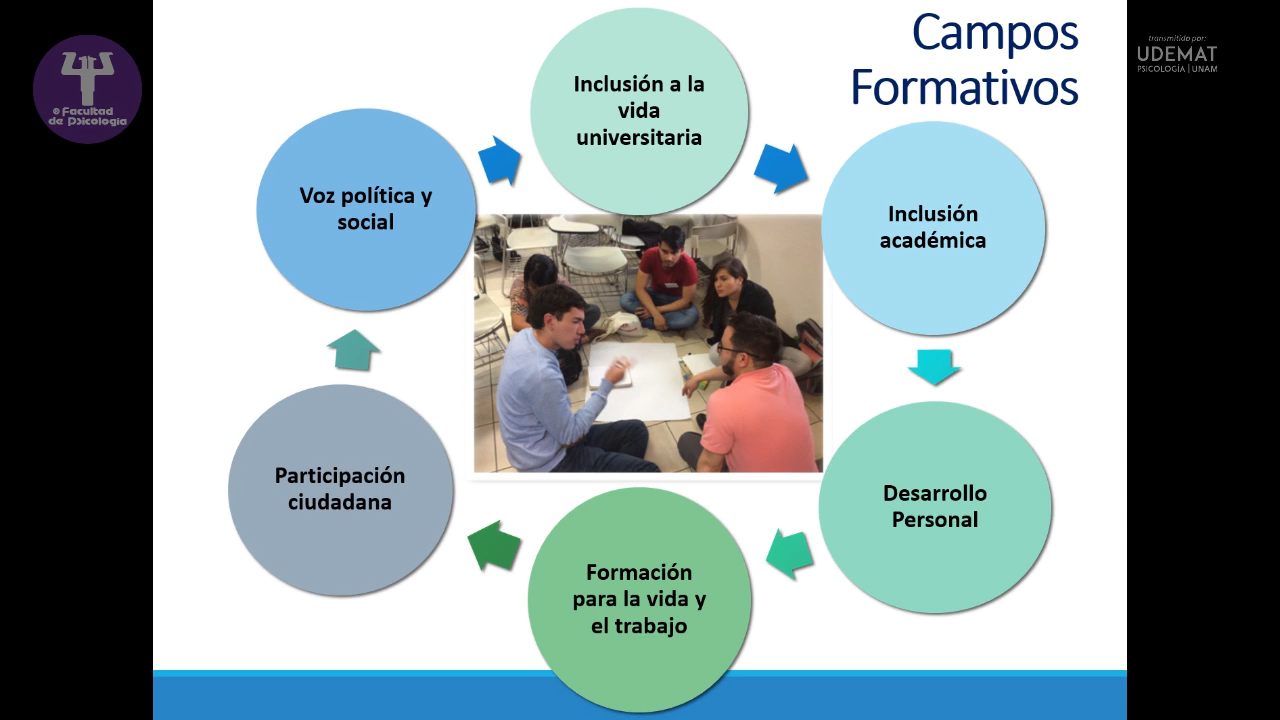 Campos
Formativos
Inclusión a la
vida
universitaria
Inclusión
académica
Desarrollo
Personal
Formación
para la vida y
el trabajo
Participación
ciudadana
Voz política y
social
© Facultad
de Psicología
transmitido por:
UDEMAT
PSICOLOGÍA | UNAM